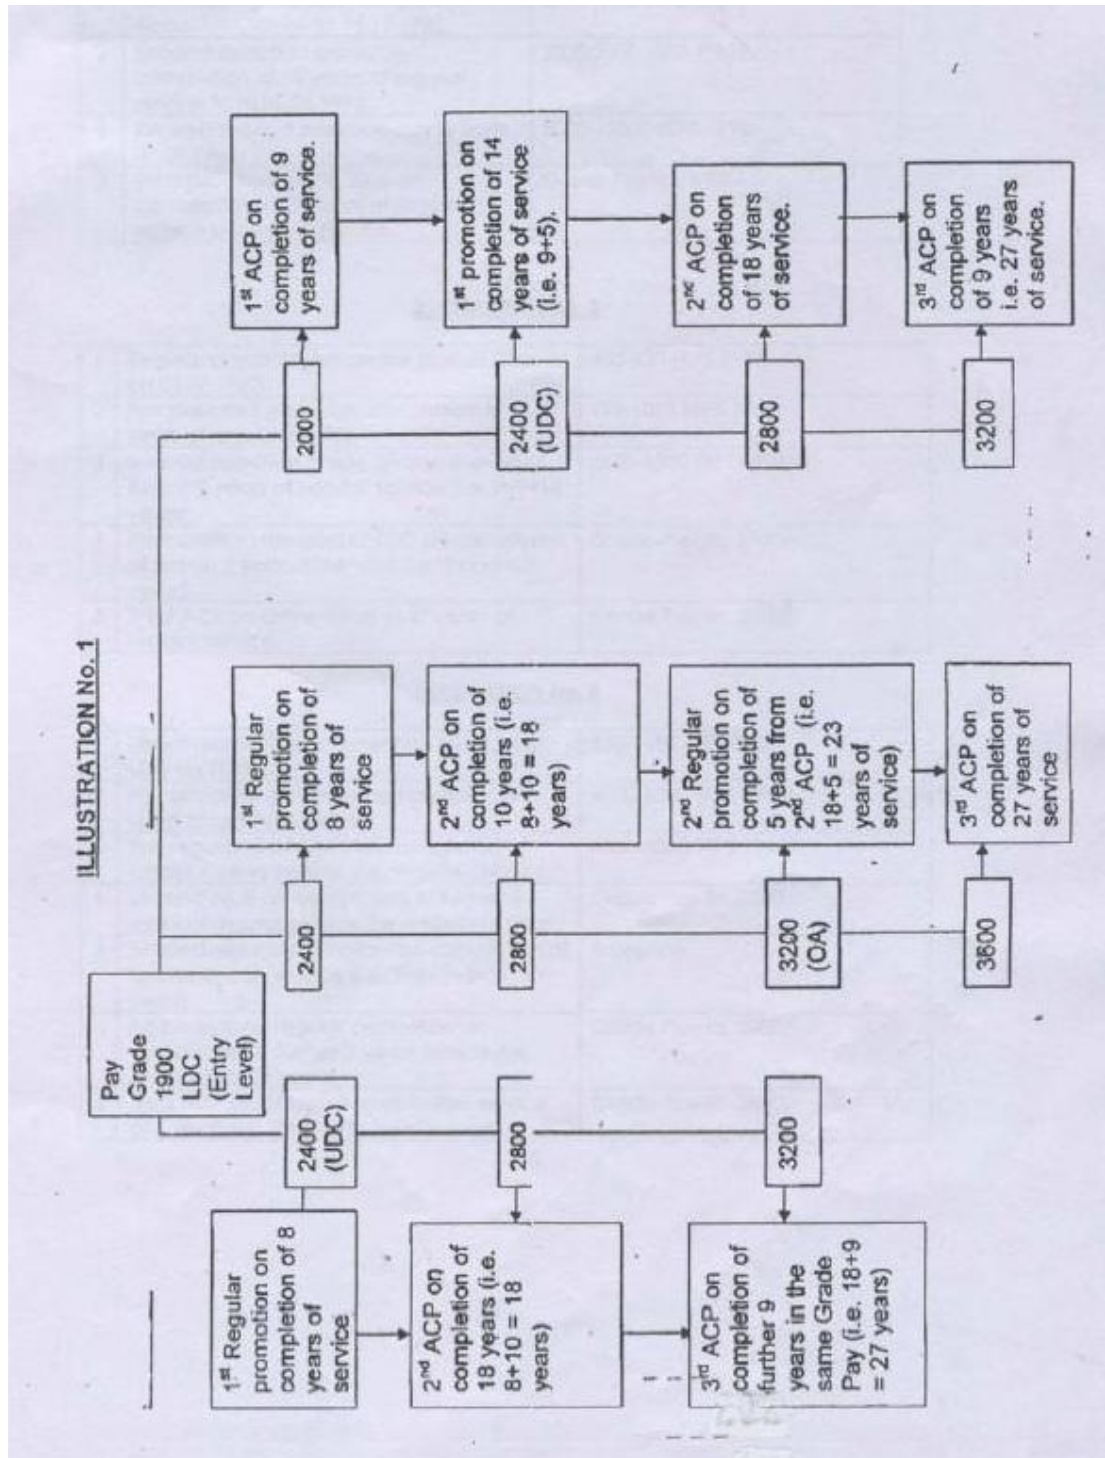 ILLUSTRATION No. 1
Pay
Grade
1900
LDC
(Entry
Level)
1st Regular
promotion on
completion of 8
years of
service
2400
(UDC)
2nd ACP on
completion of
18 years (i.e.
8+10 = 18
years)
2800
3rd ACP on
completion of
further 9
years in the
same Grade
Pay (i.e. 18+9
= 27 years)
3200
2400
1st Regular
promotion on
completion of
8 years of
service
2800
2nd ACP on
completion of
10 years (i.e.
8+10 = 18
years)
3200
(OA)
2nd Regular
promotion on
completion of
5 years from
2nd ACP (i.e.
18+5 = 23
years of
service)
3600
3rd ACP on
completion of
27 years of
service
2000
1st ACP on
completion of 9
years of service.
2400
(UDC)
1st promotion on
completion of 14
years of service
(i.e. 9+5).
2800
2nd ACP on
completion
of 18 years
of service.
3200
3rd ACP on
completion
of 9 years
i.e. 27 years
of service.